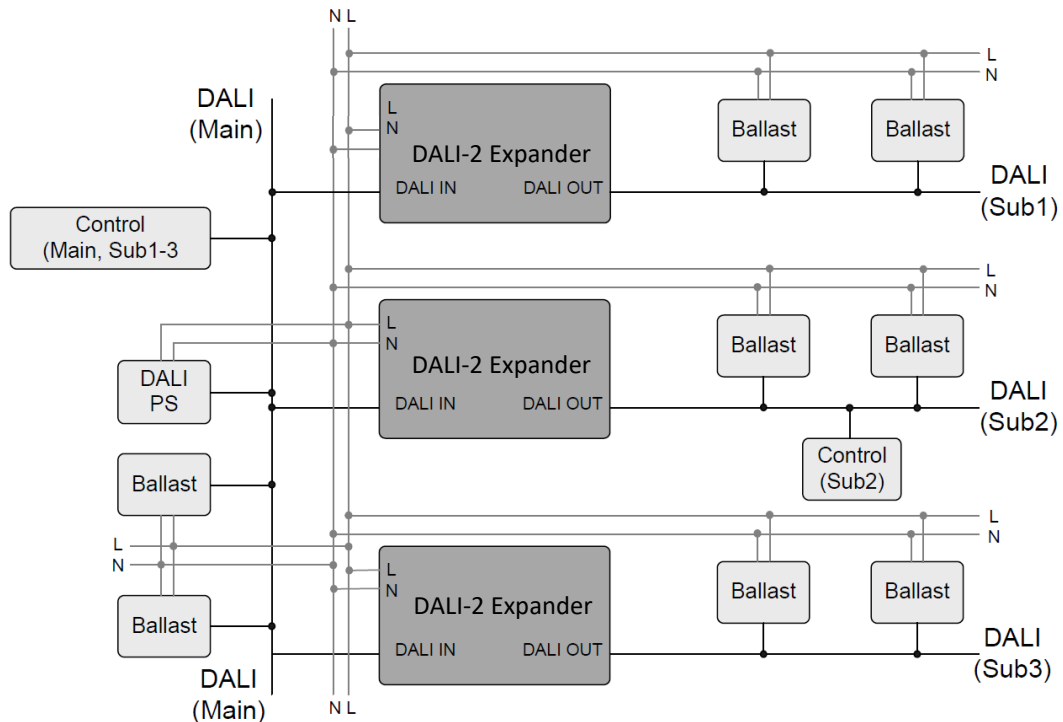 N L
L
N
DALI
(Main)
L
N
DALI-2 Expander
DALI IN
DALI OUT
Ballast
Ballast
DALI
(Sub1)
Control
(Main, Sub1-3
L
N
L
N
DALI-2 Expander
DALI IN
DALI OUT
Ballast
Ballast
DALI
PS
DALI
(Sub2)
Control
(Sub2)
Ballast
L
N
L
N
L
N
DALI-2 Expander
DALI IN
DALI OUT
Ballast
Ballast
Ballast
DALI
(Sub3)
DALI
(Main)
N L